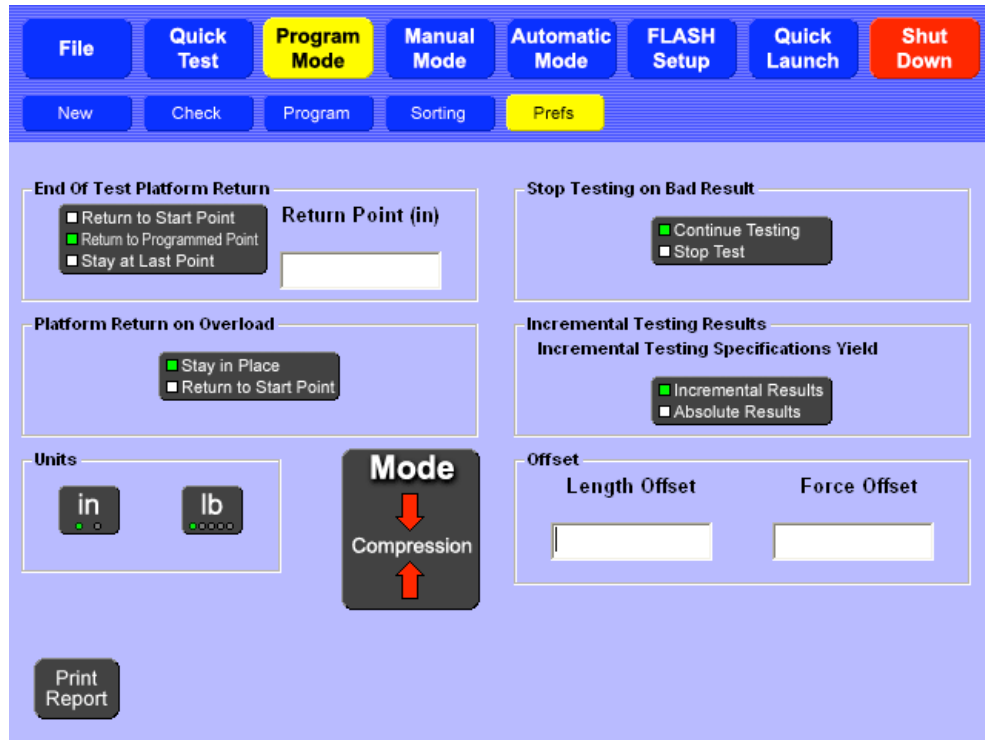 File
Quick Test
Program Mode
Manual Mode
Automatic Mode
FLASH Setup
Quick Launch
Shut Down
New
Check
Program
Sorting
Prefs
End Of Test Platform Return
Return to Start Point
Return to Programmed Point
Stay at Last Point
Return Point (in)
Stop Testing on Bad Result
Continue Testing
Stop Test
Platform Return on Overload
Stay in Place
Return to Start Point
Incremental Testing Results
Incremental Testing Specifications Yield
Incremental Results
Absolute Results
Units
in
lb
Mode
Compression
Offset
Length Offset
Force Offset
Print
Report